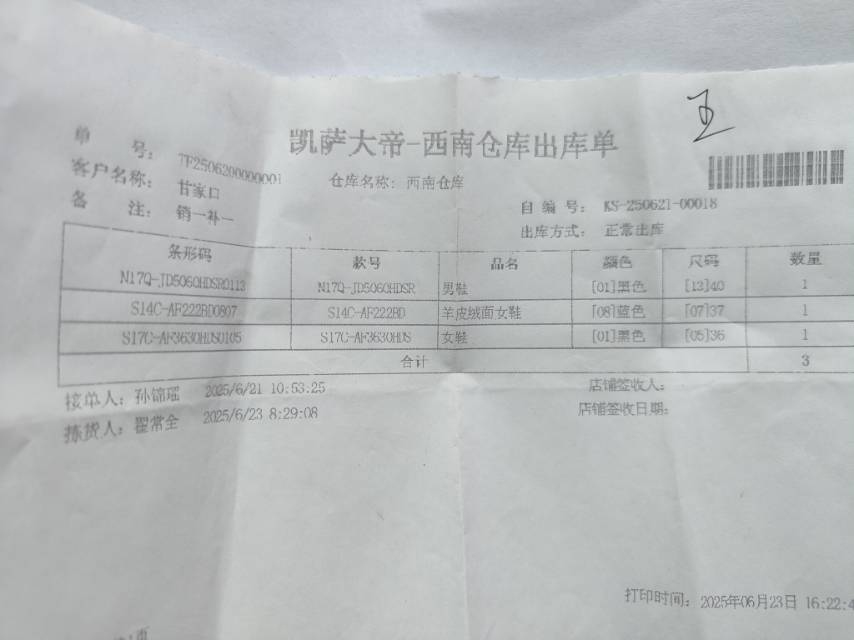 凯萨大帝-西南仓库出库单
王
单 号: TF2506200000001
客户名称: 甘家口
仓库名称: 西南仓库
自编号: KS-250621-00018
备 注: 销一补一
出库方式: 正常出库
条形码 款号 品名 颜色 尺码 数量
N17Q-JD5060HDSR0113 N17Q-JD5060HDSR 男鞋 [01]黑色 [13]40 1
S14C-AF222BD0807 S14C-AF222BD 羊皮绒面女鞋 [08]蓝色 [07]37 1
S17C-AF3630HDS0105 S17C-AF3630HDS 女鞋 [01]黑色 [05]36 1
合计 3
接单人: 孙锦瑶 2025/6/21 10:53:25 店铺签收人:
拣货人: 翟常全 2025/6/23 8:29:08 店铺签收日期:
打印时间: 2025年06月23日 16:22:4